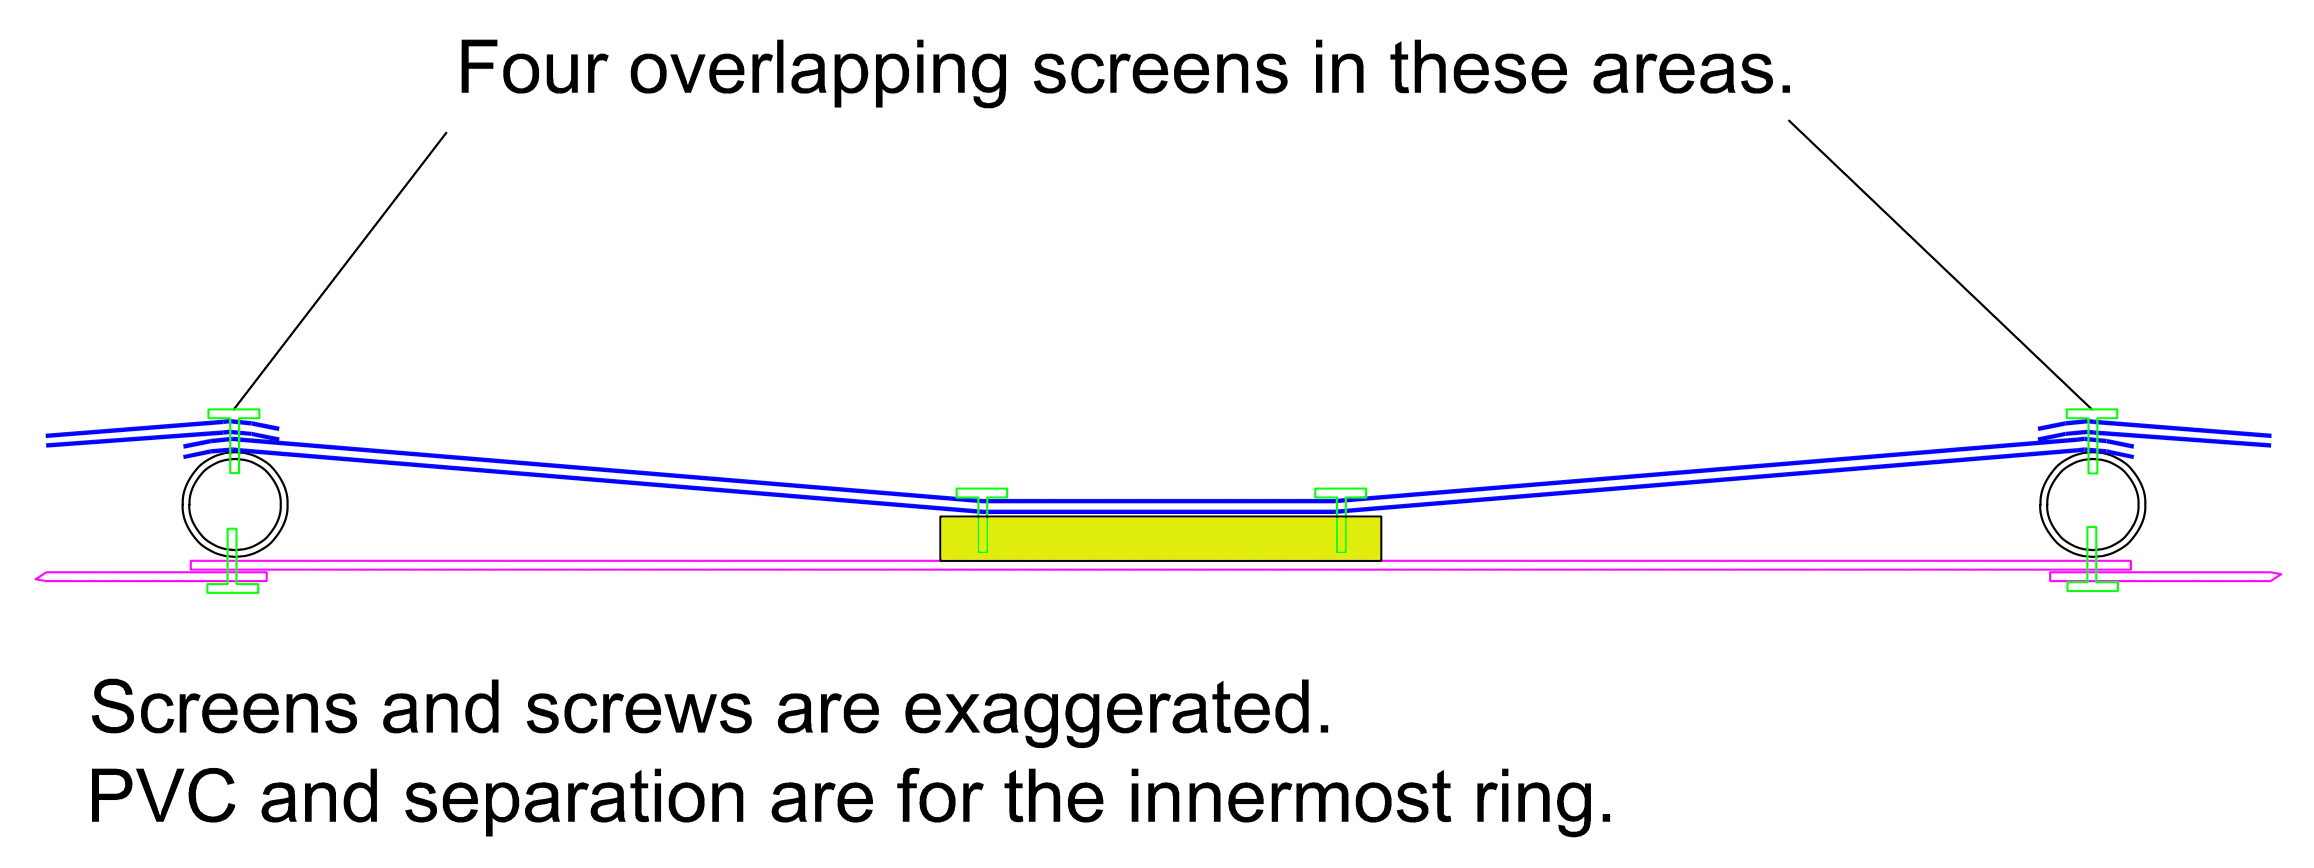 Four overlapping screens in these areas.
Screens and screws are exaggerated.
PVC and separation are for the innermost ring.